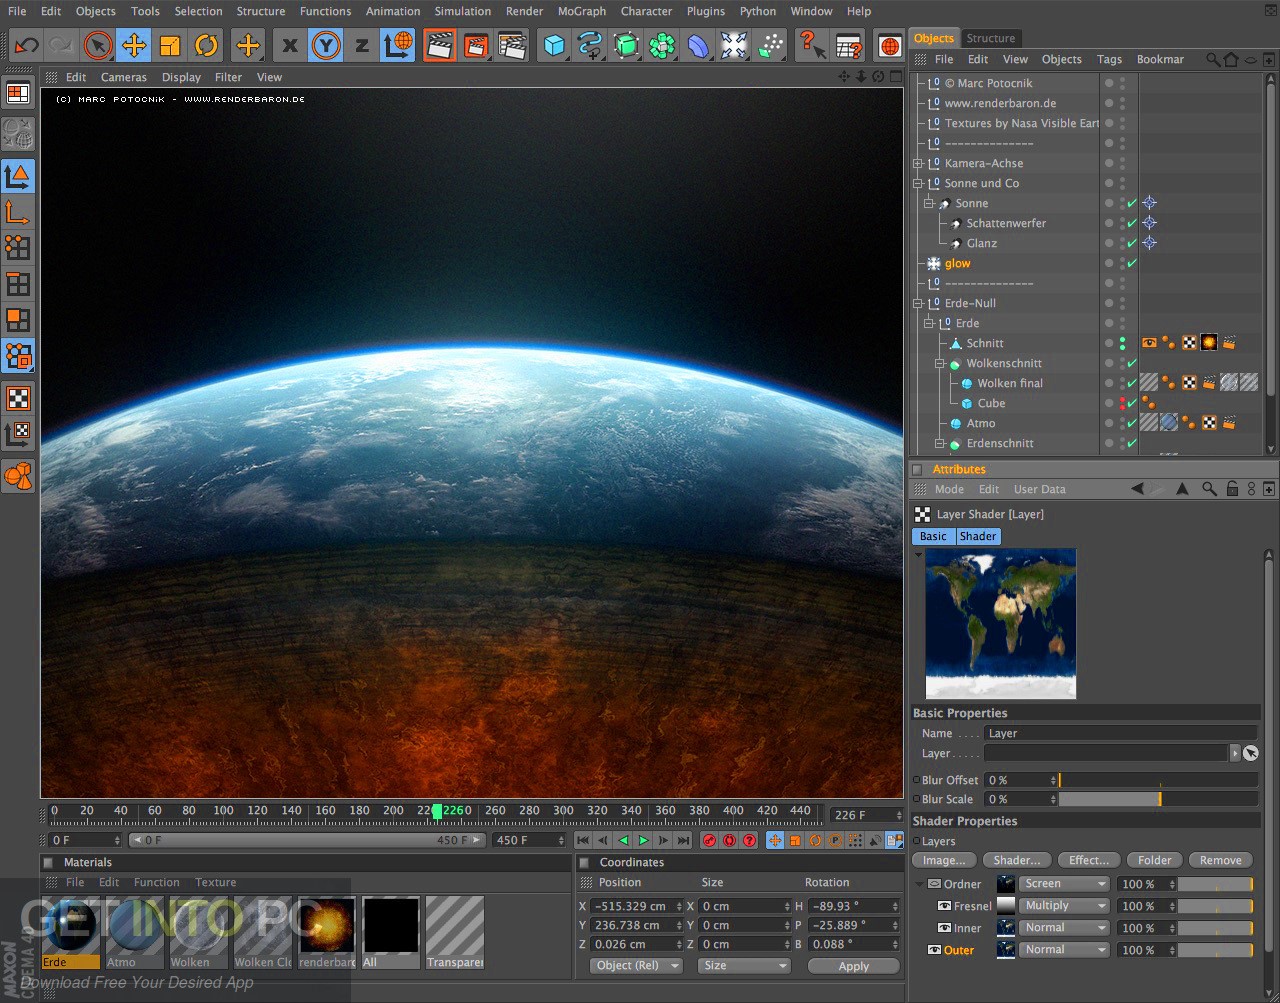 File Edit Objects Tools Selection Structure Functions Animation Simulation Render MoGraph Character Plugins Python Window Help
X Y Z
Objects Structure
File Edit View Objects Tags Bookmar
Edit Cameras Display Filter View
(C) MARC POTOCNIK - WWW.RENDERBARON.DE
© Marc Potocnik
www.renderbaron.de
Textures by Nasa Visible Eart
--------------
Kamera-Achse
Sonne und Co
Sonne
Schattenwerfer
Glanz
glow
--------------
Erde-Null
Erde
Schnitt
Wolkenschnitt
Wolken final
Cube
Atmo
Erdenschnitt
Attributes
Mode Edit User Data
Layer Shader [Layer]
Basic Shader
Basic Properties
Name . . . . Layer
Layer . . . . .
Blur Offset 0 %
Blur Scale 0 %
Shader Properties
Layers
Image... Shader... Effect... Folder Remove
Ordner Screen 100 %
Fresnel Multiply 100 %
Inner Normal 100 %
Outer Normal 100 %
0 20 40 60 80 100 120 140 160 180 200 226 260 280 300 320 340 360 380 400 420 440 226 F
0 F 0 F 450 F 450 F
Materials
File Edit Function Texture
Erde Atmo Wolken Wolken Clo renderbaro All Transparen
Coordinates
Position Size Rotation
X -515.329 cm X 0 cm H -89.93 °
Y 236.738 cm Y 0 cm P -25.889 °
Z 0.026 cm Z 0 cm B 0.088 °
Object (Rel) Size Apply
GET INTO PC
Download Free Your Desired App
MAXON
CINEMA 4D